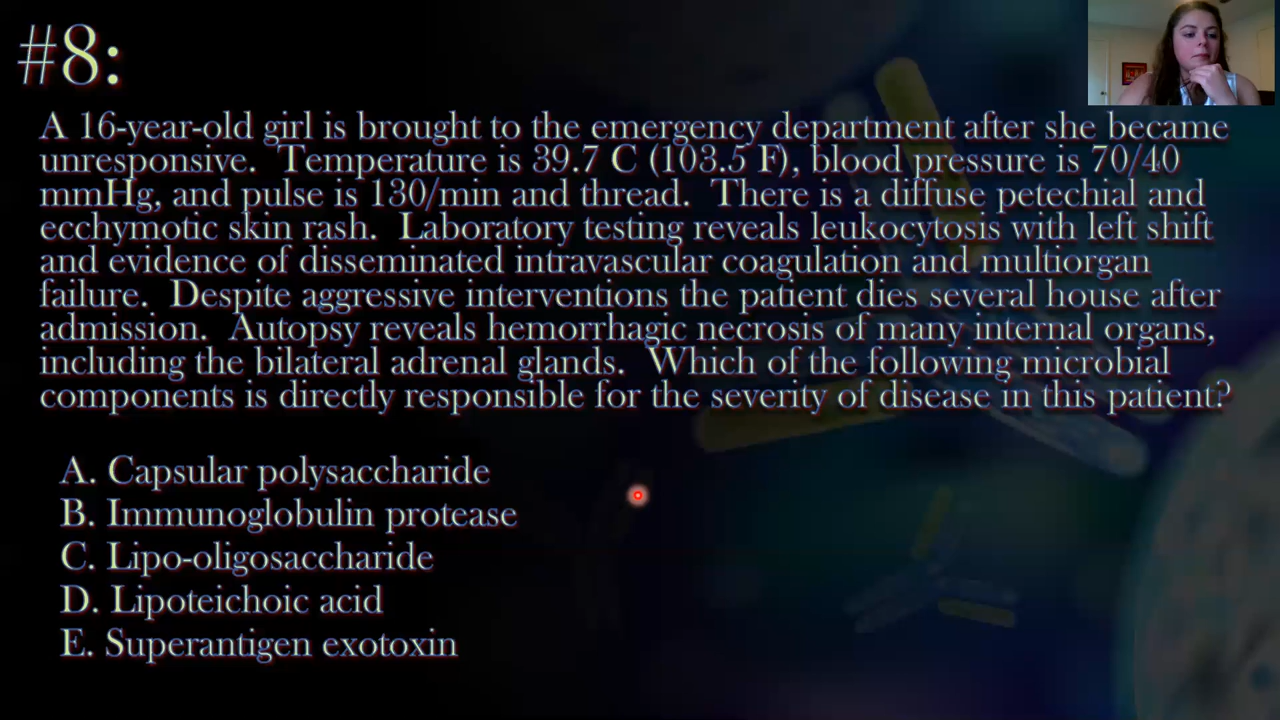 #8:
A 16-year-old girl is brought to the emergency department after she became
unresponsive. Temperature is 39.7 C (103.5 F), blood pressure is 70/40
mmHg, and pulse is 130/min and thread. There is a diffuse petechial and
ecchymotic skin rash. Laboratory testing reveals leukocytosis with left shift
and evidence of disseminated intravascular coagulation and multiorgan
failure. Despite aggressive interventions the patient dies several house after
admission. Autopsy reveals hemorrhagic necrosis of many internal organs,
including the bilateral adrenal glands. Which of the following microbial
components is directly responsible for the severity of disease in this patient?
A. Capsular polysaccharide
B. Immunoglobulin protease
C. Lipo-oligosaccharide
D. Lipoteichoic acid
E. Superantigen exotoxin